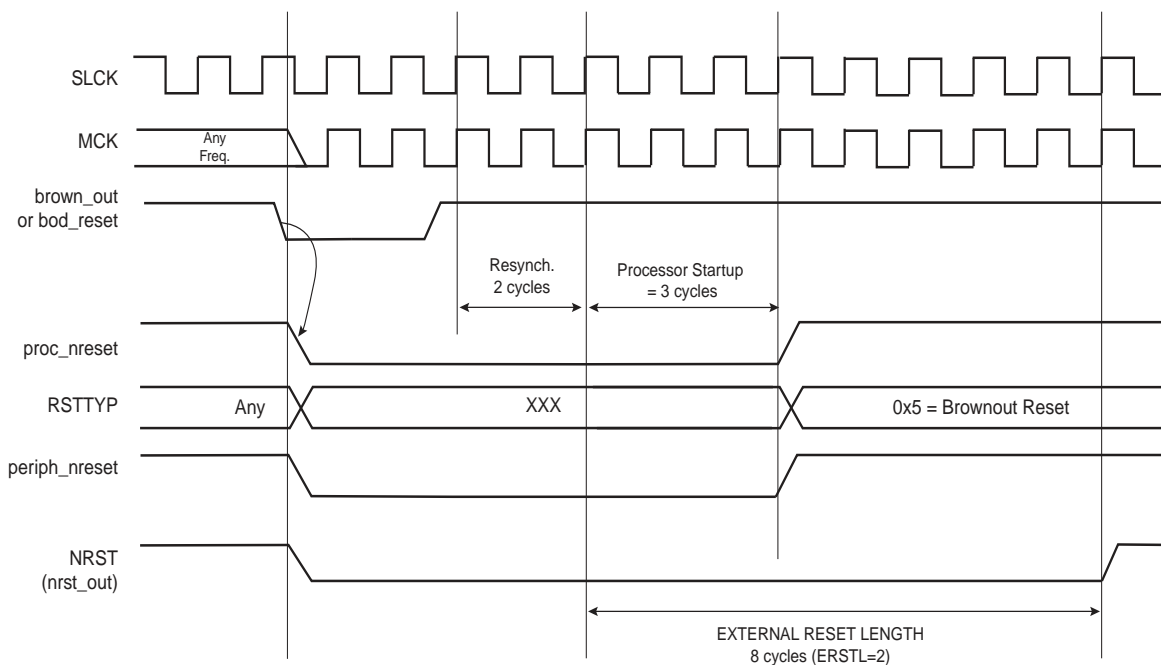 SLCK
MCK
Any
Freq.
brown_out
or bod_reset
Resynch.
2 cycles
Processor Startup
= 3 cycles
proc_nreset
RSTTYP
Any
XXX
0x5 = Brownout Reset
periph_nreset
NRST
(nrst_out)
EXTERNAL RESET LENGTH
8 cycles (ERSTL=2)